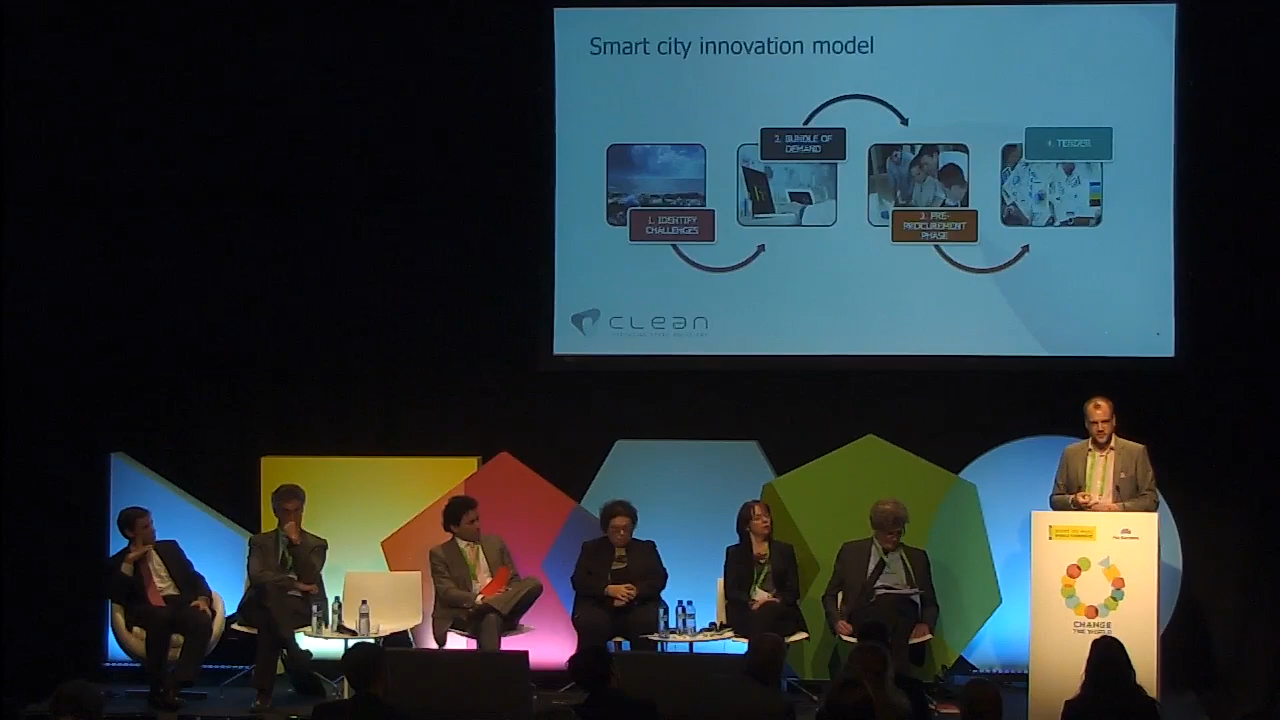 Smart city innovation model
2. BUNDLE OF
DEMAND
4. TENDER
1. IDENTIFY
CHALLENGES
3. PRE-
PROCUREMENT
PHASE
CLEAN
CHANGE
THE WORLD